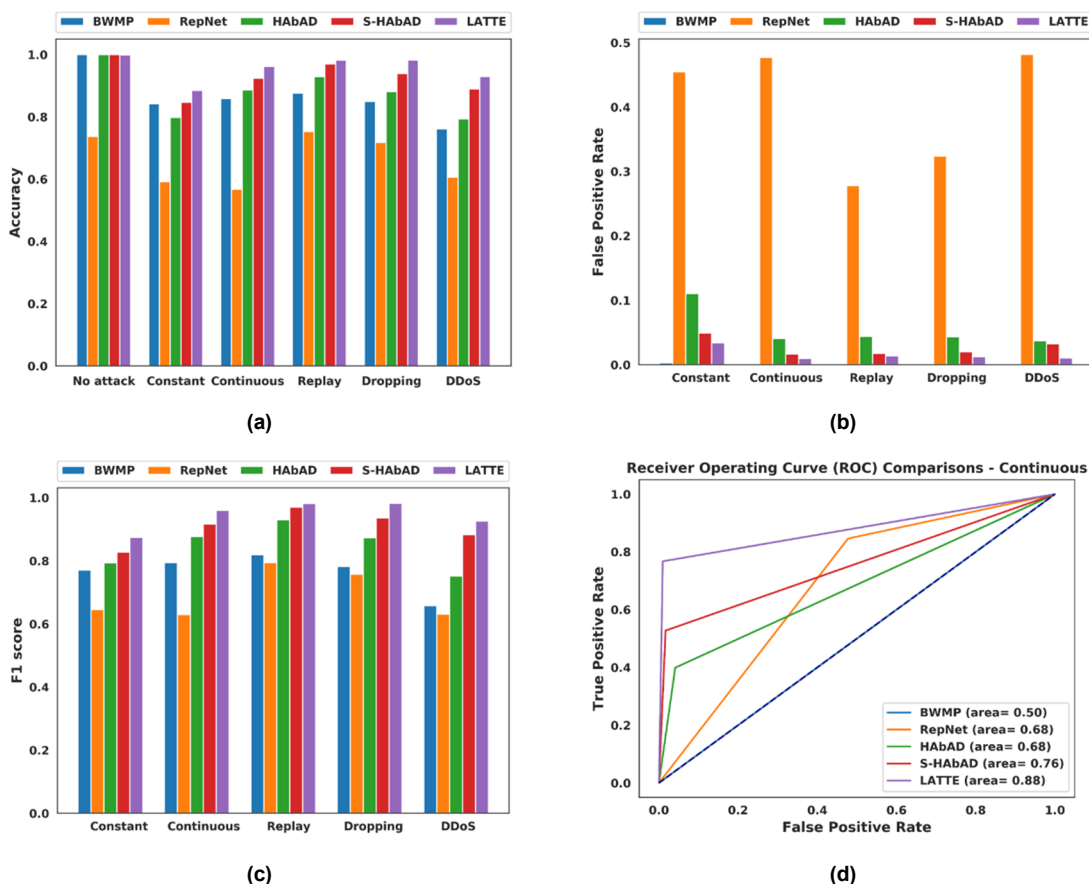 BWMP RepNet HAbAD S-HAbAD LATTE
Accuracy
1.0
0.8
0.6
0.4
0.2
0.0
No attack Constant Continuous Replay Dropping DDoS
(a)
BWMP RepNet HAbAD S-HAbAD LATTE
False Positive Rate
0.5
0.4
0.3
0.2
0.1
0.0
Constant Continuous Replay Dropping DDoS
(b)
BWMP RepNet HAbAD S-HAbAD LATTE
F1 score
1.0
0.8
0.6
0.4
0.2
0.0
Constant Continuous Replay Dropping DDoS
(c)
Receiver Operating Curve (ROC) Comparisons - Continuous
True Positive Rate
1.0
0.8
0.6
0.4
0.2
0.0
BWMP (area= 0.50)
RepNet (area= 0.68)
HAbAD (area= 0.68)
S-HAbAD (area= 0.76)
LATTE (area= 0.88)
0.0 0.2 0.4 0.6 0.8 1.0
False Positive Rate
(d)